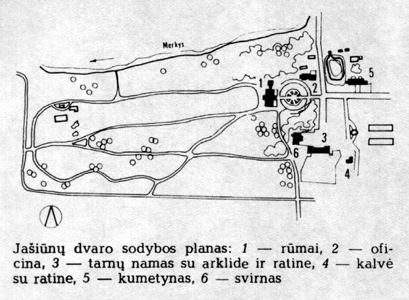 Merkys
1
2
5
3
6
4
Jašiūnų dvaro sodybos planas: 1 — rūmai, 2 — ofi-
cina, 3 — tarnų namas su arklide ir ratine, 4 — kalvė
su ratine, 5 — kumetynas, 6 — svirnas